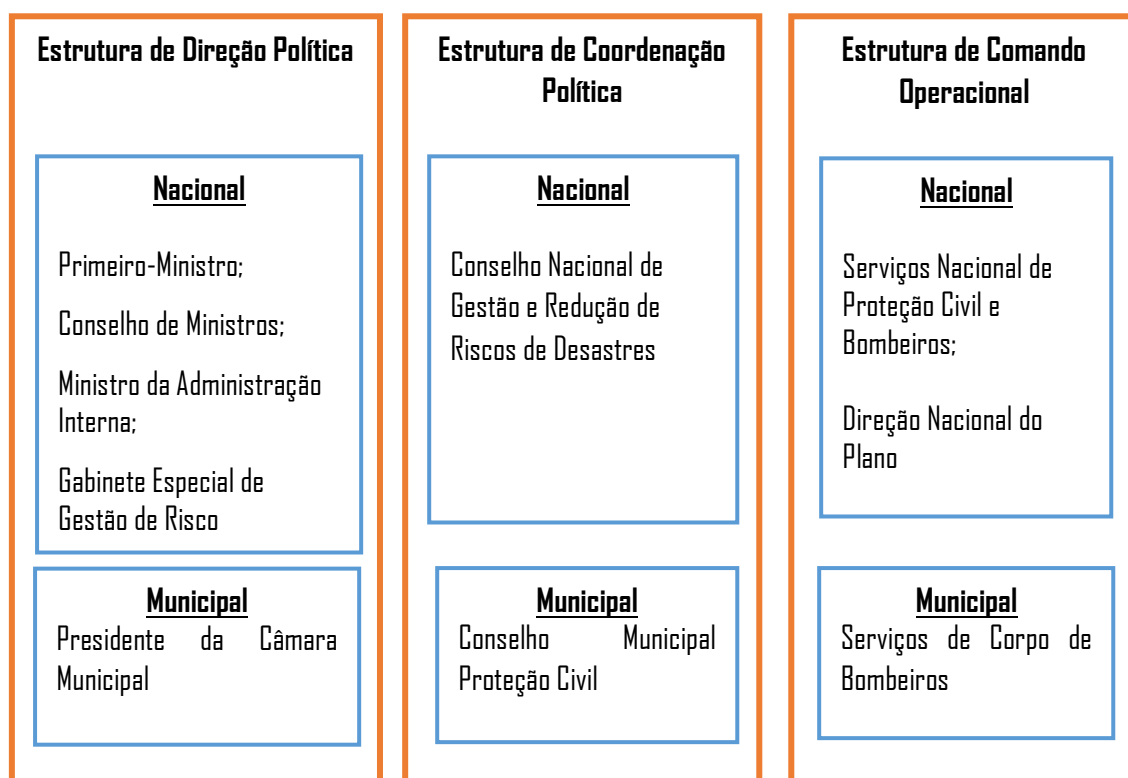 Estrutura de Direção Política
Nacional
Primeiro-Ministro;
Conselho de Ministros;
Ministro da Administração
Interna;
Gabinete Especial de
Gestão de Risco
Municipal
Presidente da Câmara
Municipal
Estrutura de Coordenação
Política
Nacional
Conselho Nacional de
Gestão e Redução de
Riscos de Desastres
Municipal
Conselho Municipal
Proteção Civil
Estrutura de Comando
Operacional
Nacional
Serviços Nacional de
Proteção Civil e
Bombeiros;
Direção Nacional do
Plano
Municipal
Serviços de Corpo de
Bombeiros